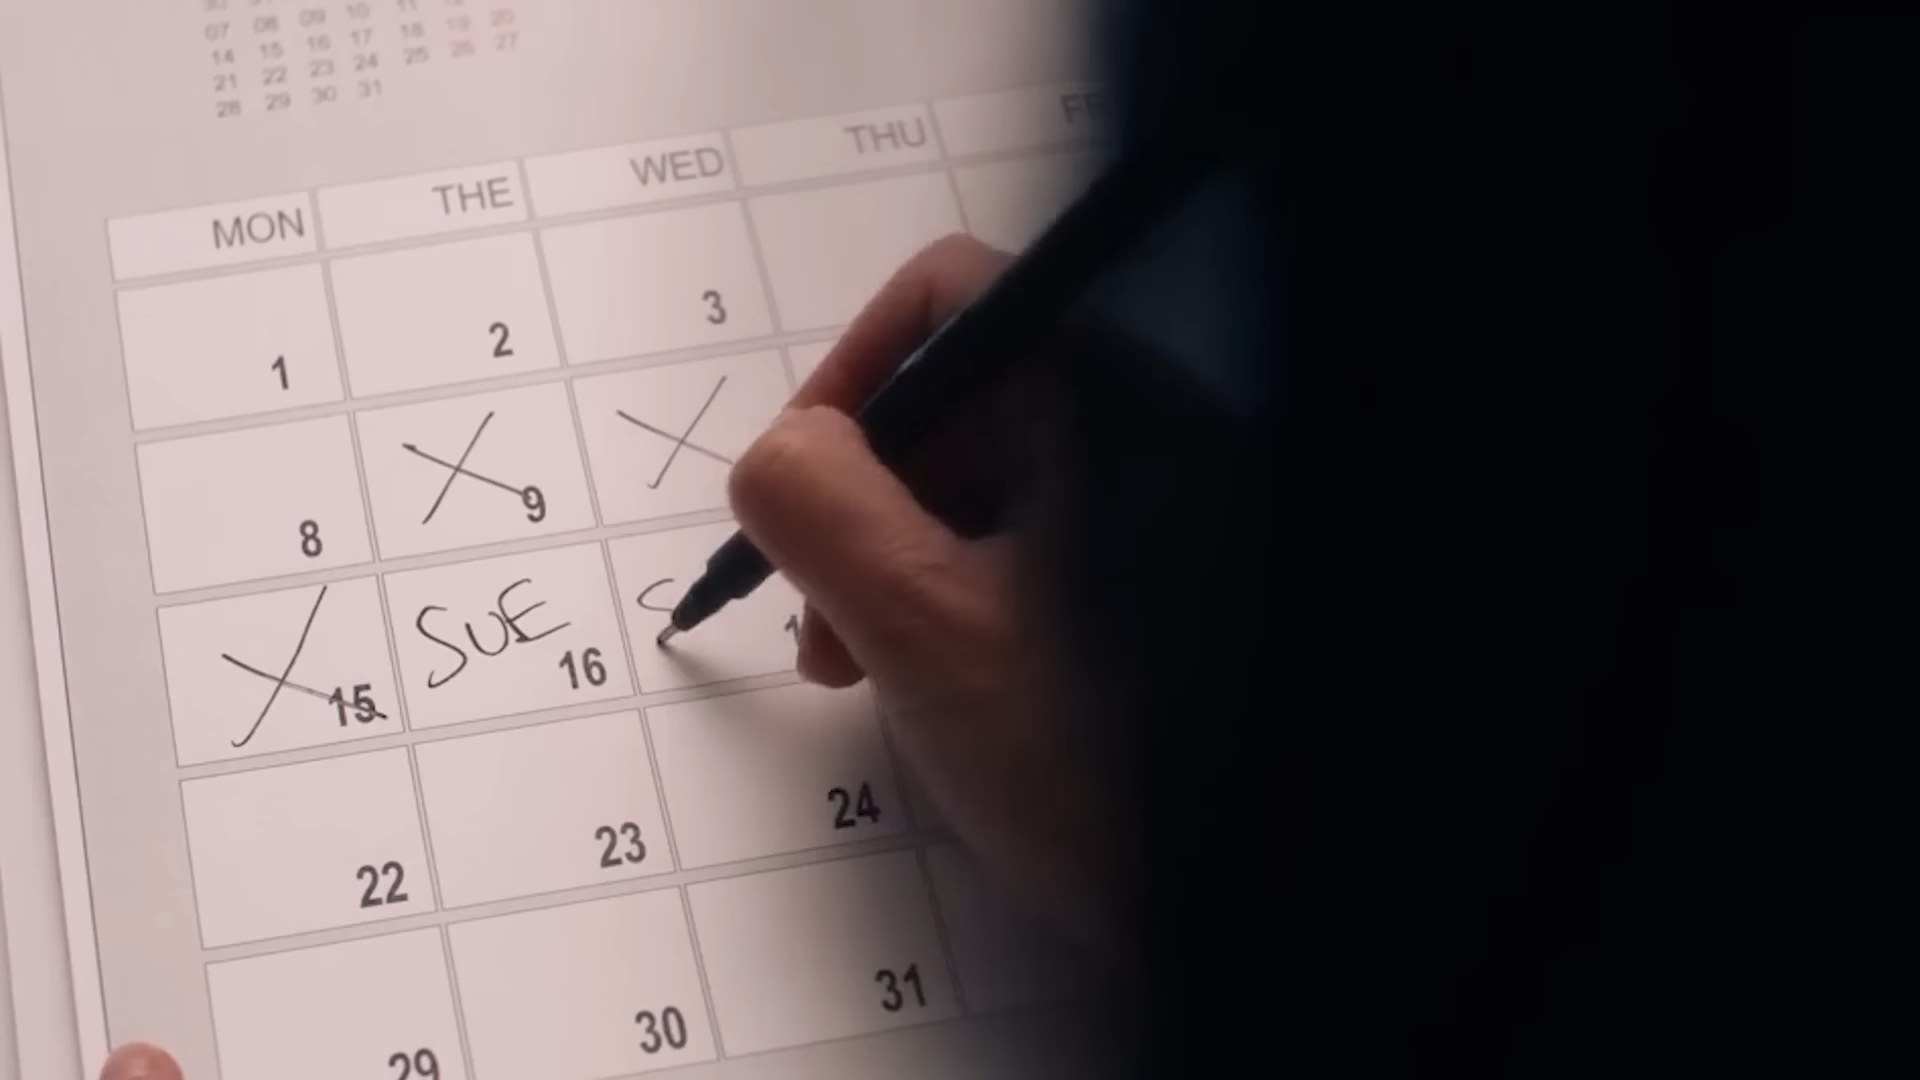 07 08 09 10 11
14 15 16 17 18 19 20
21 22 23 24 25 26 27
28 29 30 31
MON THE WED THU
1 2 3
8 9
15 SUE 16 S
22 23 24
29 30 31